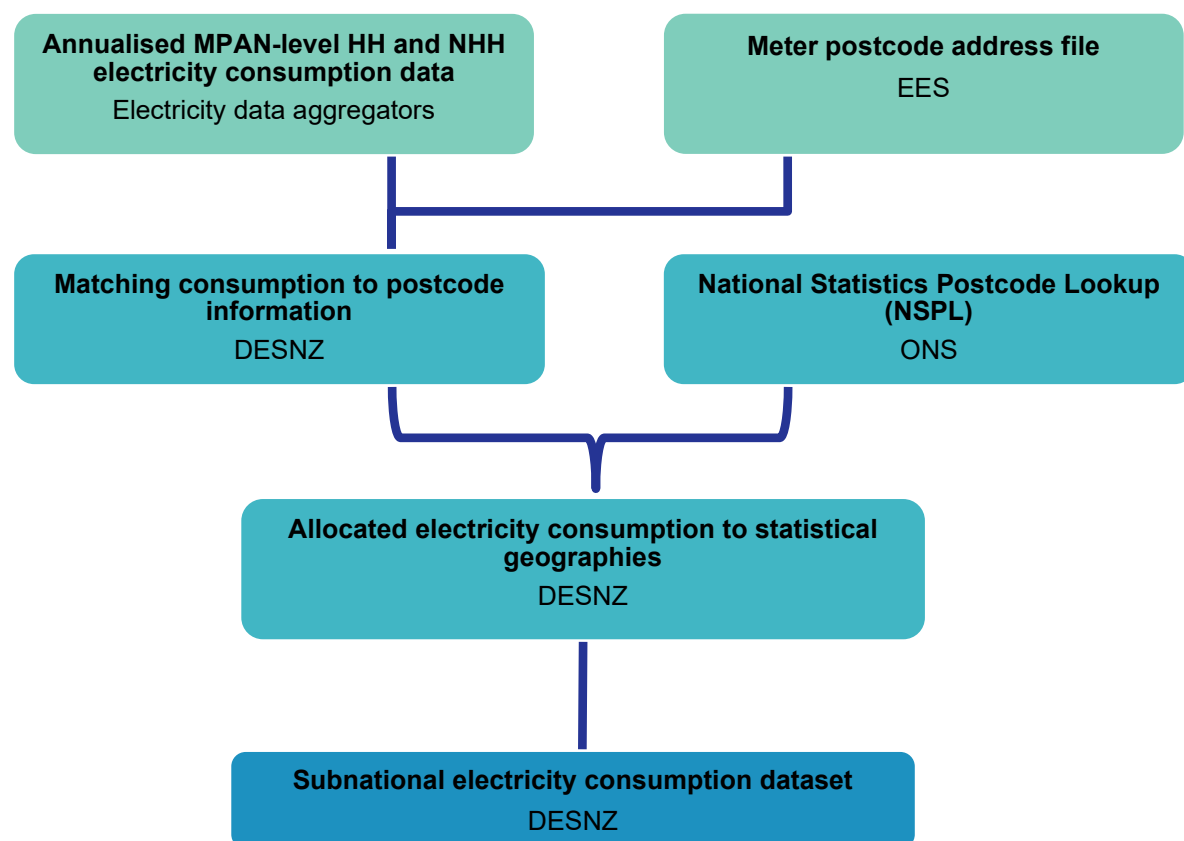 Annualised MPAN-level HH and NHH
electricity consumption data
Electricity data aggregators
Meter postcode address file
EES
Matching consumption to postcode
information
DESNZ
National Statistics Postcode Lookup
(NSPL)
ONS
Allocated electricity consumption to statistical
geographies
DESNZ
Subnational electricity consumption dataset
DESNZ